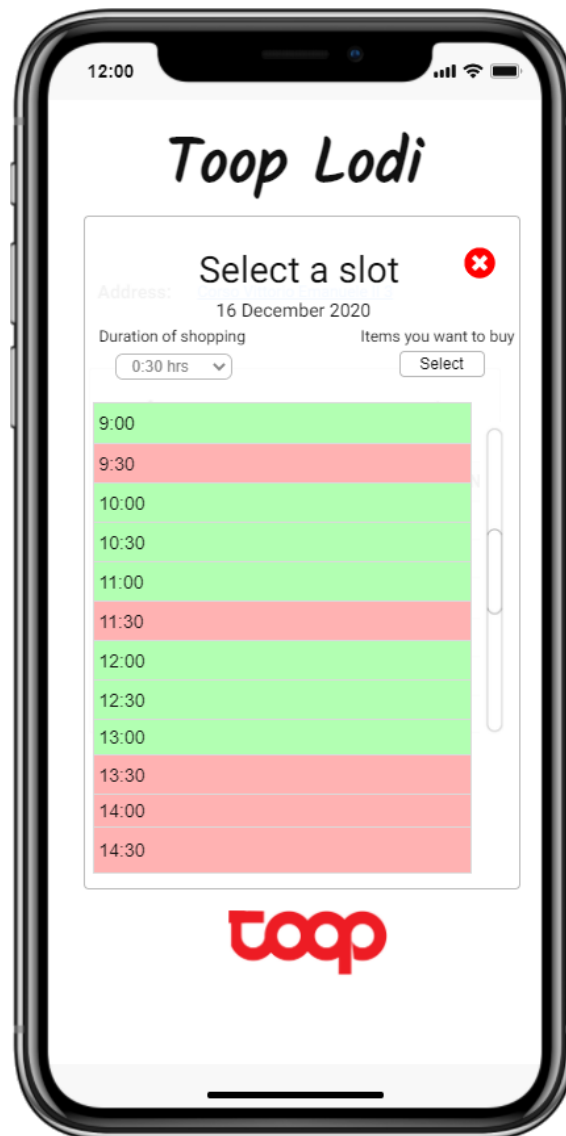 12:00
Toop Lodi
Select a slot
Address:
16 December 2020
Duration of shopping Items you want to buy
0:30 hrs Select
9:00
9:30
10:00
10:30
11:00
11:30
12:00
12:30
13:00
13:30
14:00
14:30
toop